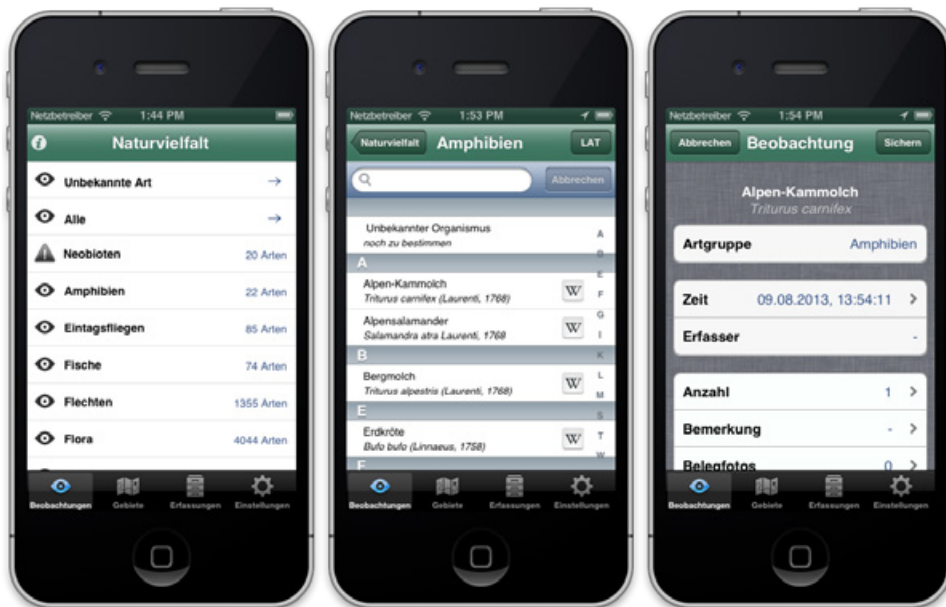 Netzbetreiber 1:44 PM
Naturvielfalt
Unbekannte Art
Alle
Neobioten 20 Arten
Amphibien 22 Arten
Eintagsfliegen 85 Arten
Fische 74 Arten
Flechten 1355 Arten
Flora 4044 Arten
Beobachtungen Gebiete Erfassungen Einstellungen
Netzbetreiber 1:53 PM
Naturvielfalt Amphibien LAT
Abbrechen
Unbekannter Organismus
noch zu bestimmen
A
Alpen-Kammolch
Triturus carnifex (Laurenti, 1768)
W
Alpensalamander
Salamandra atra Laurenti, 1768
W
B
Bergmolch
Triturus alpestris (Laurenti, 1768)
W
E
Erdkröte
Bufo bufo (Linnaeus, 1758)
W
F
A
B
E
F
G
I
K
L
M
S
T
W
Beobachtungen Gebiete Erfassungen Einstellungen
Netzbetreiber 1:54 PM
Abbrechen Beobachtung Sichern
Alpen-Kammolch
Triturus carnifex
Artgruppe Amphibien
Zeit 09.08.2013, 13:54:11 >
Erfasser -
Anzahl 1 >
Bemerkung - >
Belegfotos 0 >
Beobachtungen Gebiete Erfassungen Einstellungen